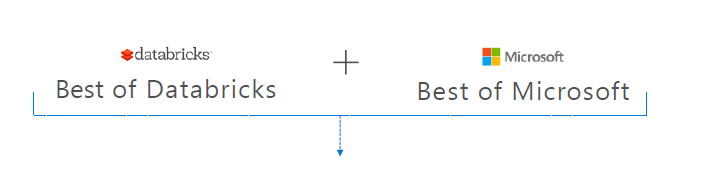 databricks
+
Microsoft
Best of Databricks
Best of Microsoft